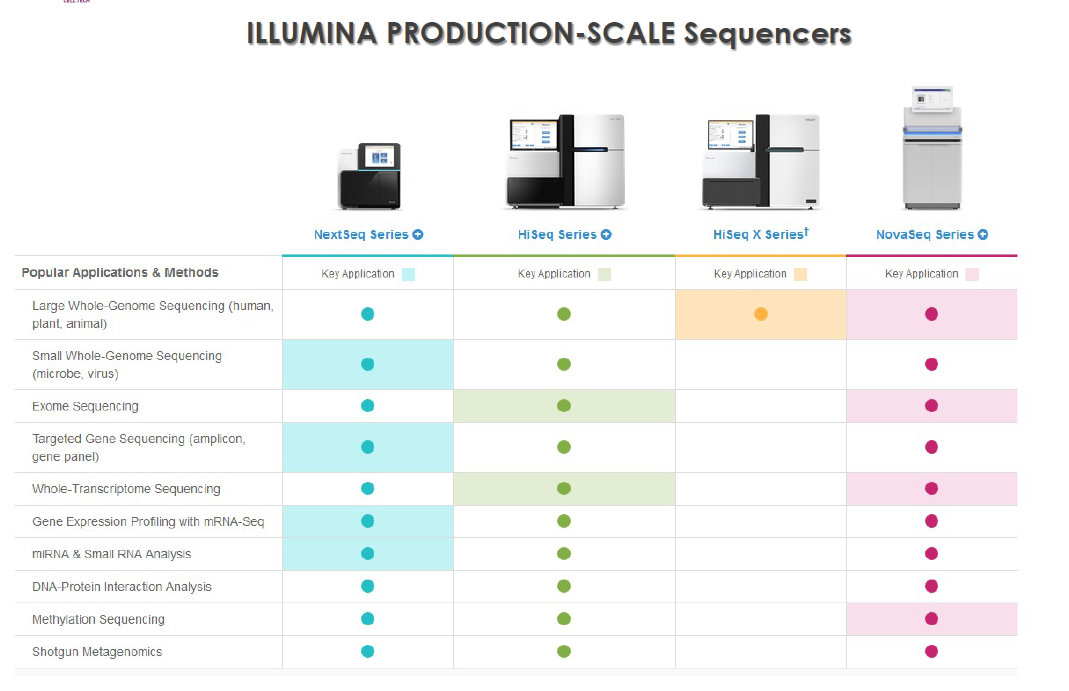 CELLTECH
ILLUMINA PRODUCTION-SCALE Sequencers
NextSeq Series
HiSeq Series
HiSeq X Series†
NovaSeq Series
Popular Applications & Methods
Key Application
Key Application
Key Application
Key Application
Large Whole-Genome Sequencing (human,
plant, animal)
Small Whole-Genome Sequencing
(microbe, virus)
Exome Sequencing
Targeted Gene Sequencing (amplicon,
gene panel)
Whole-Transcriptome Sequencing
Gene Expression Profiling with mRNA-Seq
miRNA & Small RNA Analysis
DNA-Protein Interaction Analysis
Methylation Sequencing
Shotgun Metagenomics